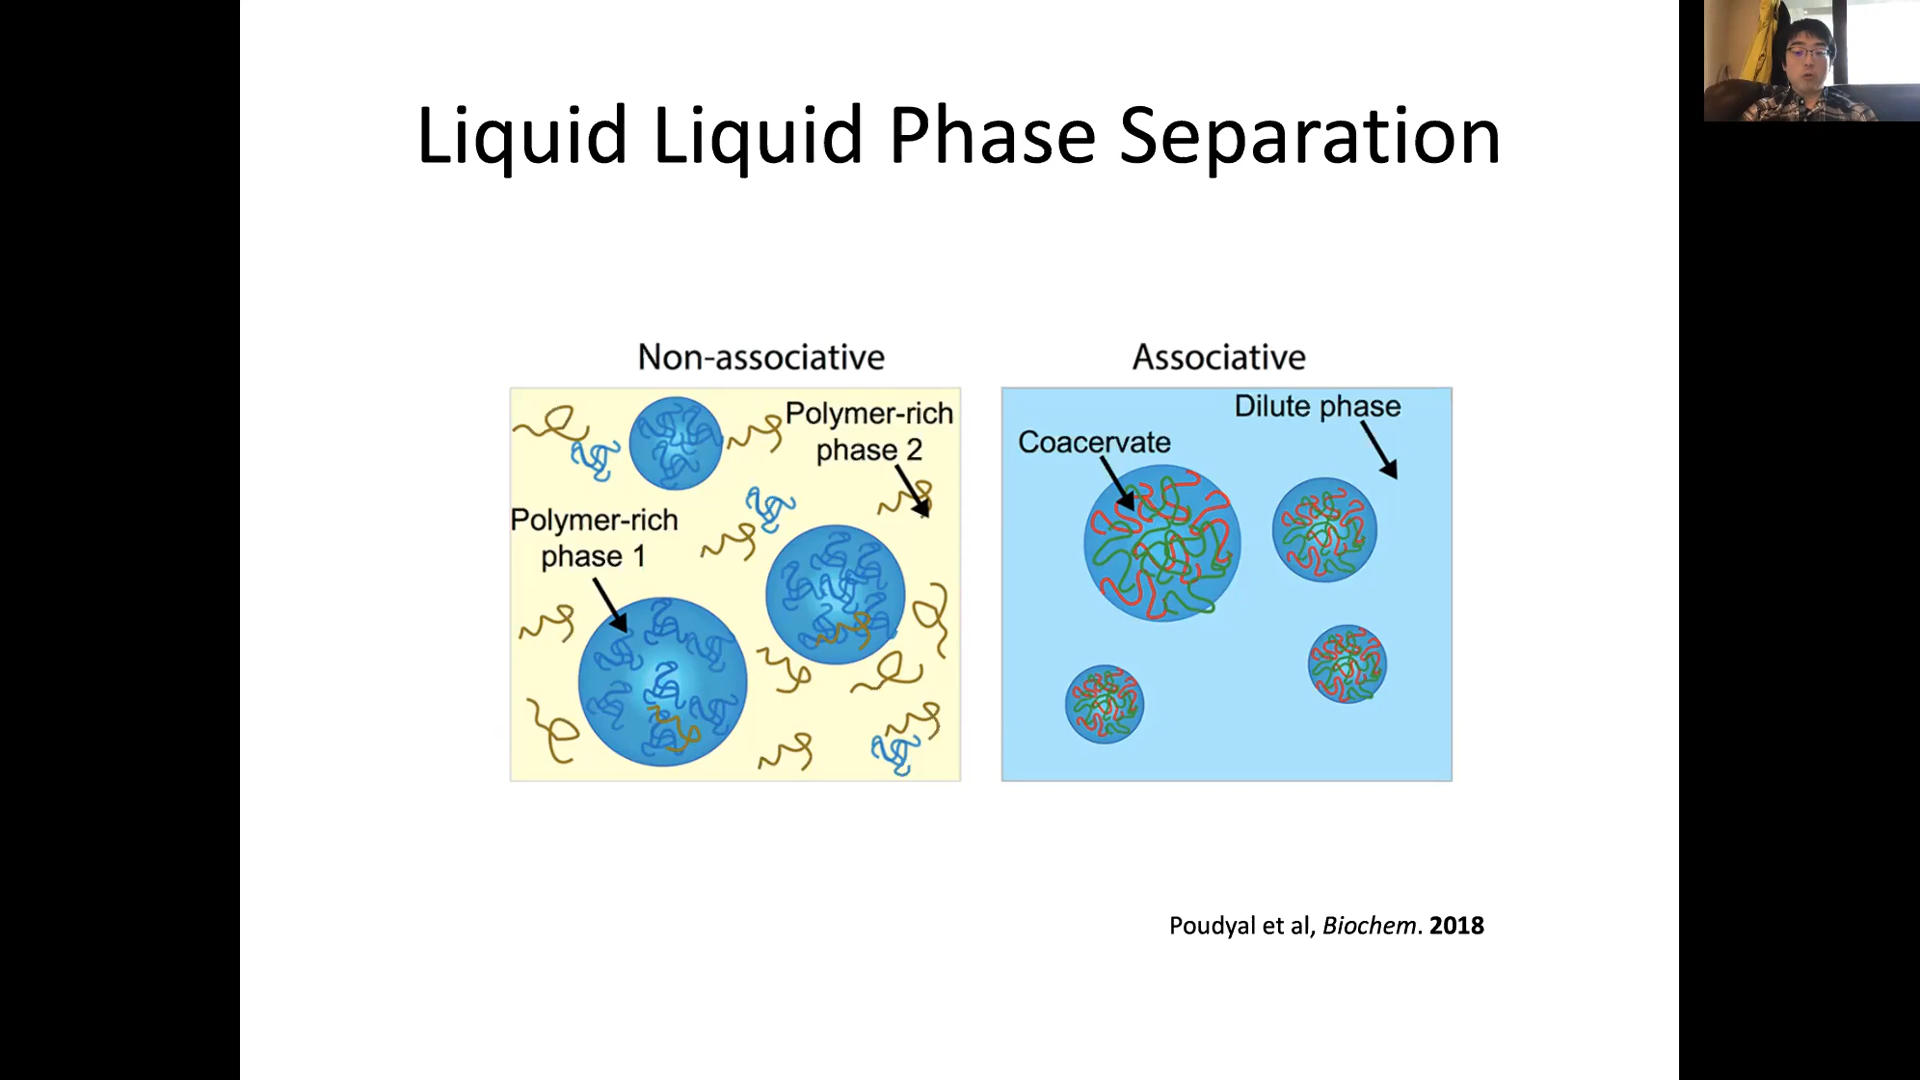 Liquid Liquid Phase Separation
Non-associative
Polymer-rich
phase 2
Polymer-rich
phase 1
Associative
Dilute phase
Coacervate
Poudyal et al, Biochem. 2018